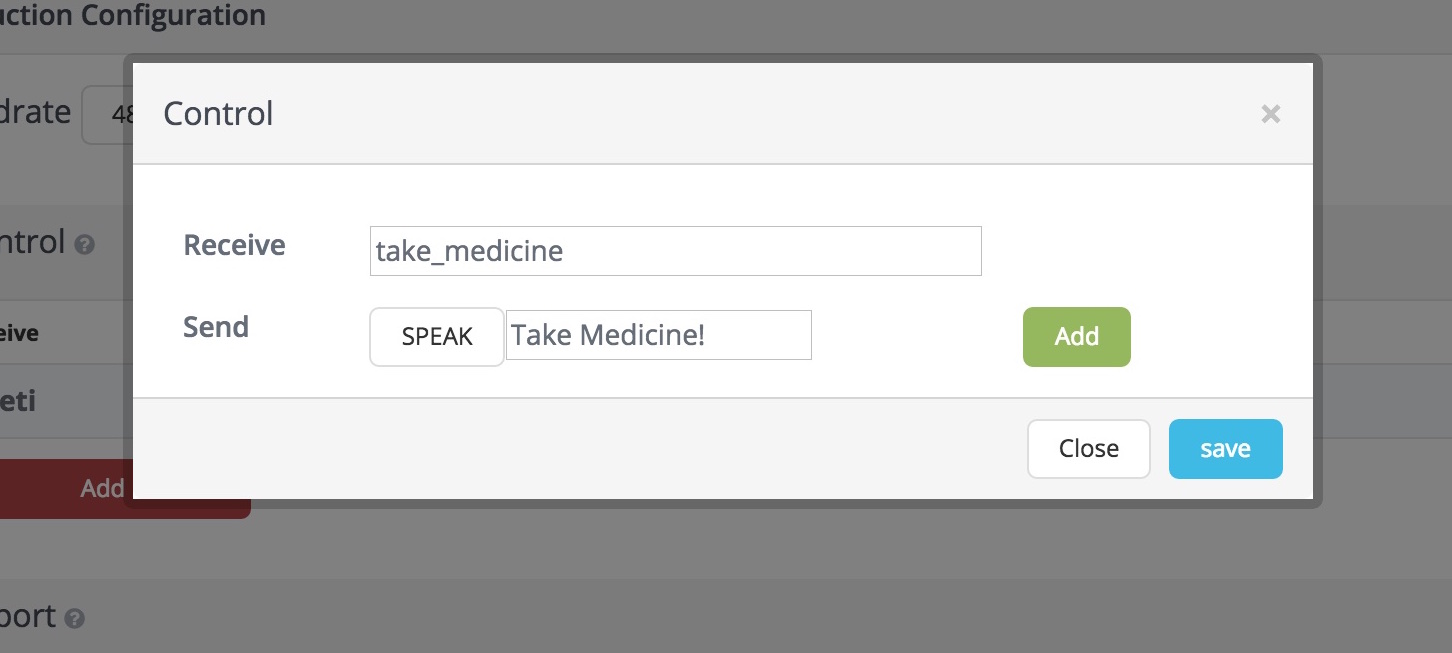 uction Configuration
drate 48
Control
×
Receive take_medicine
Send SPEAK Take Medicine! Add
Close save
ntrol ?
eive
eti
Add
port ?